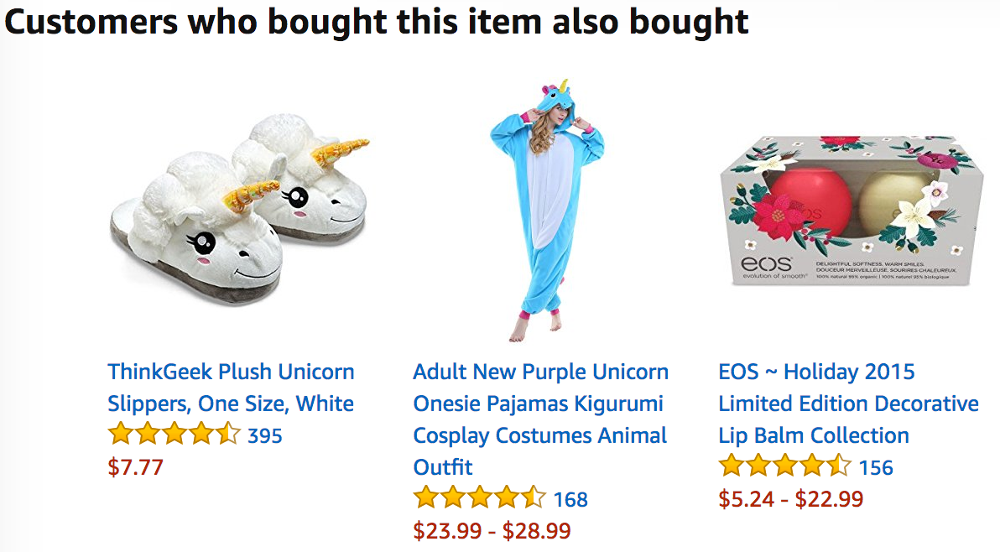 Customers who bought this item also bought
eos
evolution of smooth®
DELIGHTFUL SOFTNESS. WARM SMILES.
DOUCEUR MERVEILLEUSE. SOURIRES CHALEUREUX.
100% natural 95% organic | 100% naturel 95% biologique
ThinkGeek Plush Unicorn
Slippers, One Size, White
395
$7.77
Adult New Purple Unicorn
Onesie Pajamas Kigurumi
Cosplay Costumes Animal
Outfit
168
$23.99 - $28.99
EOS ~ Holiday 2015
Limited Edition Decorative
Lip Balm Collection
156
$5.24 - $22.99